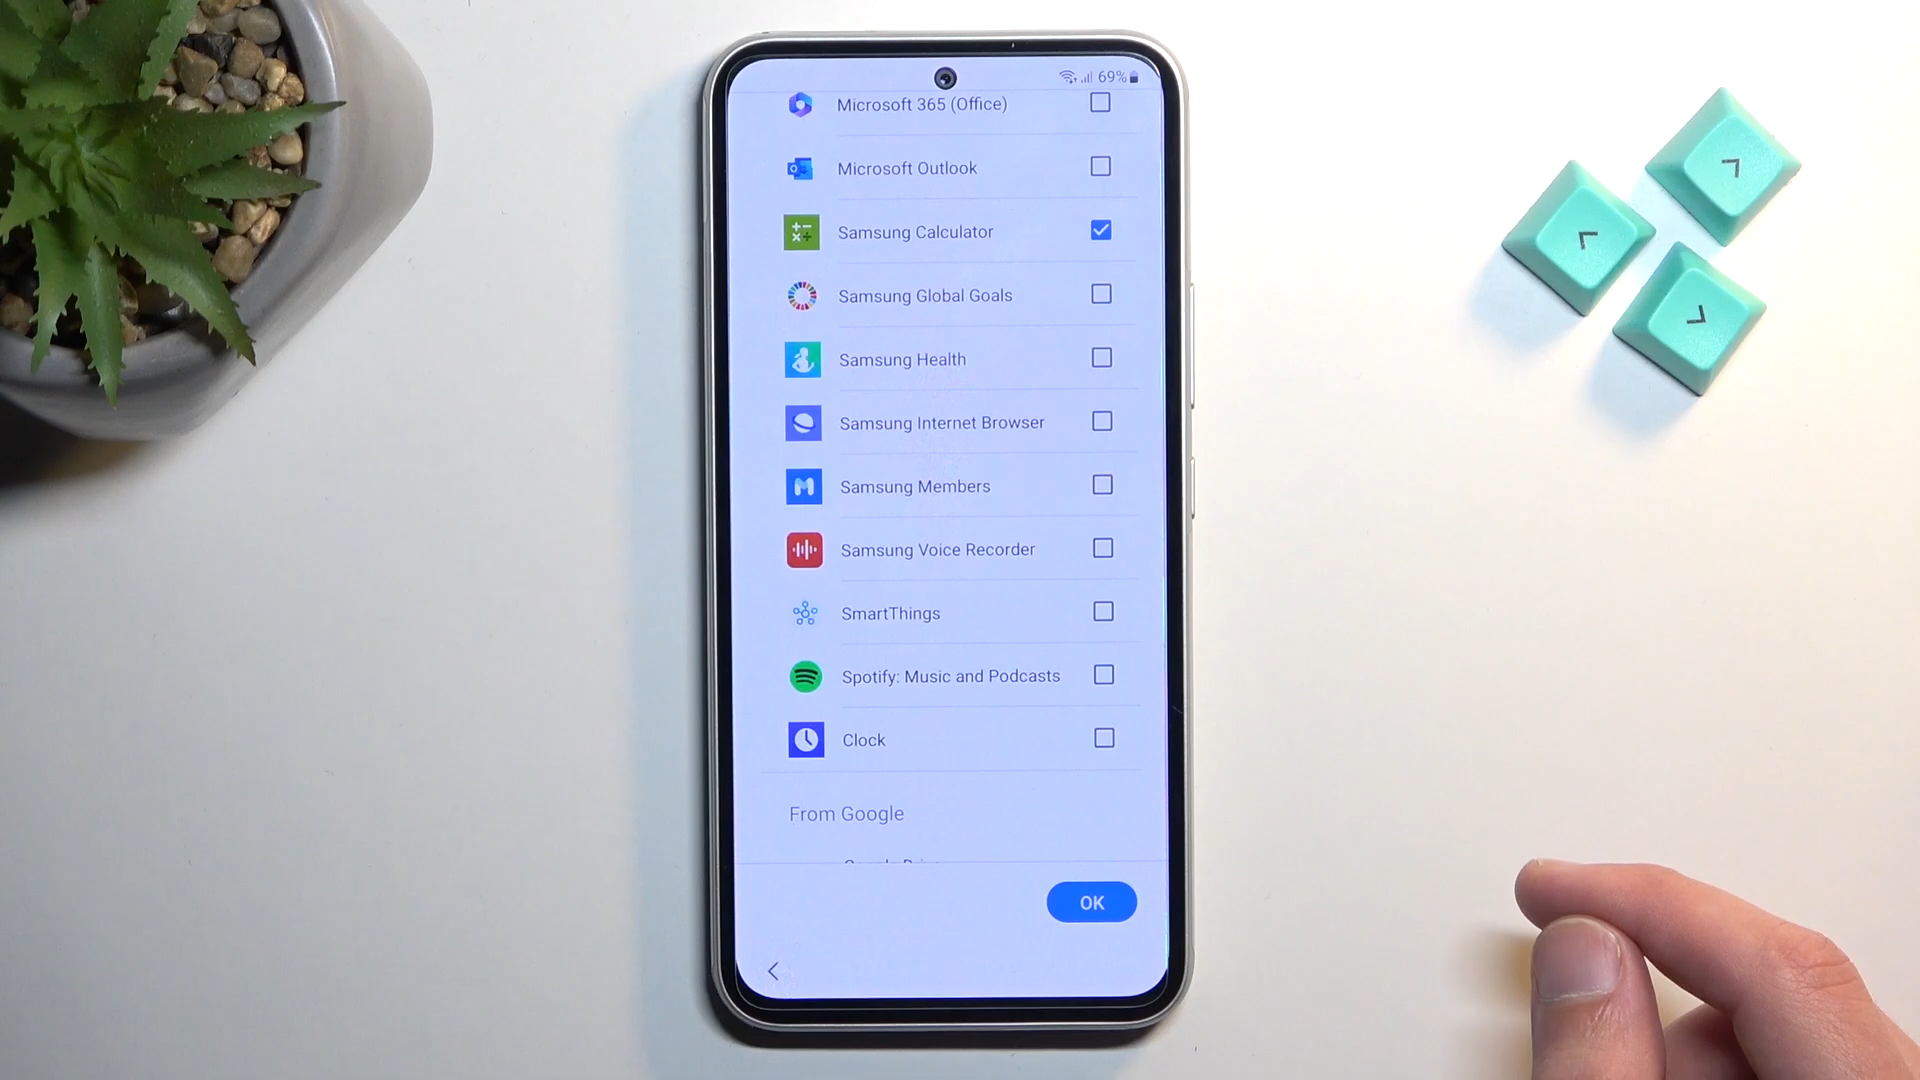 69%
Microsoft 365 (Office)
Microsoft Outlook
Samsung Calculator
Samsung Global Goals
Samsung Health
Samsung Internet Browser
Samsung Members
Samsung Voice Recorder
SmartThings
Spotify: Music and Podcasts
Clock
From Google
OK